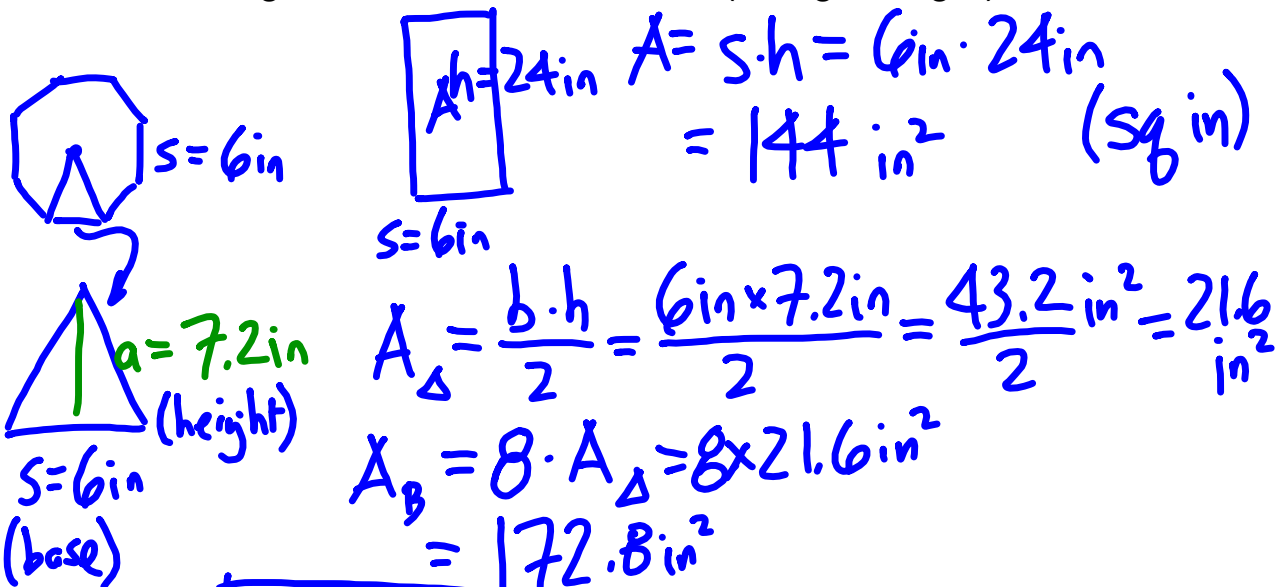 A h=24in A= s·h = 6in · 24in
= 144 in² (sq in)
s= 6in
s=6in
A△ = b·h/2 = 6in×7.2in/2 = 43.2 in²/2 = 21.6 in²
a= 7.2in
(height)
A_B = 8·A△ =8×21.6in²
s=6in
(base)
= 172.8in²